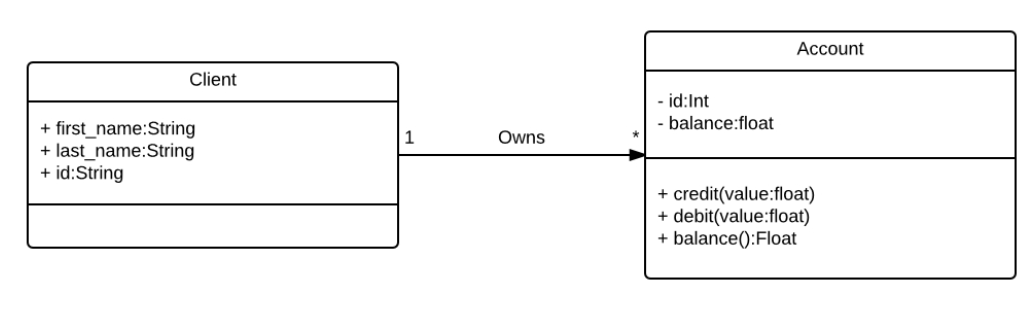 Client
+ first_name:String
+ last_name:String
+ id:String
1 Owns *
Account
- id:Int
- balance:float
+ credit(value:float)
+ debit(value:float)
+ balance():Float